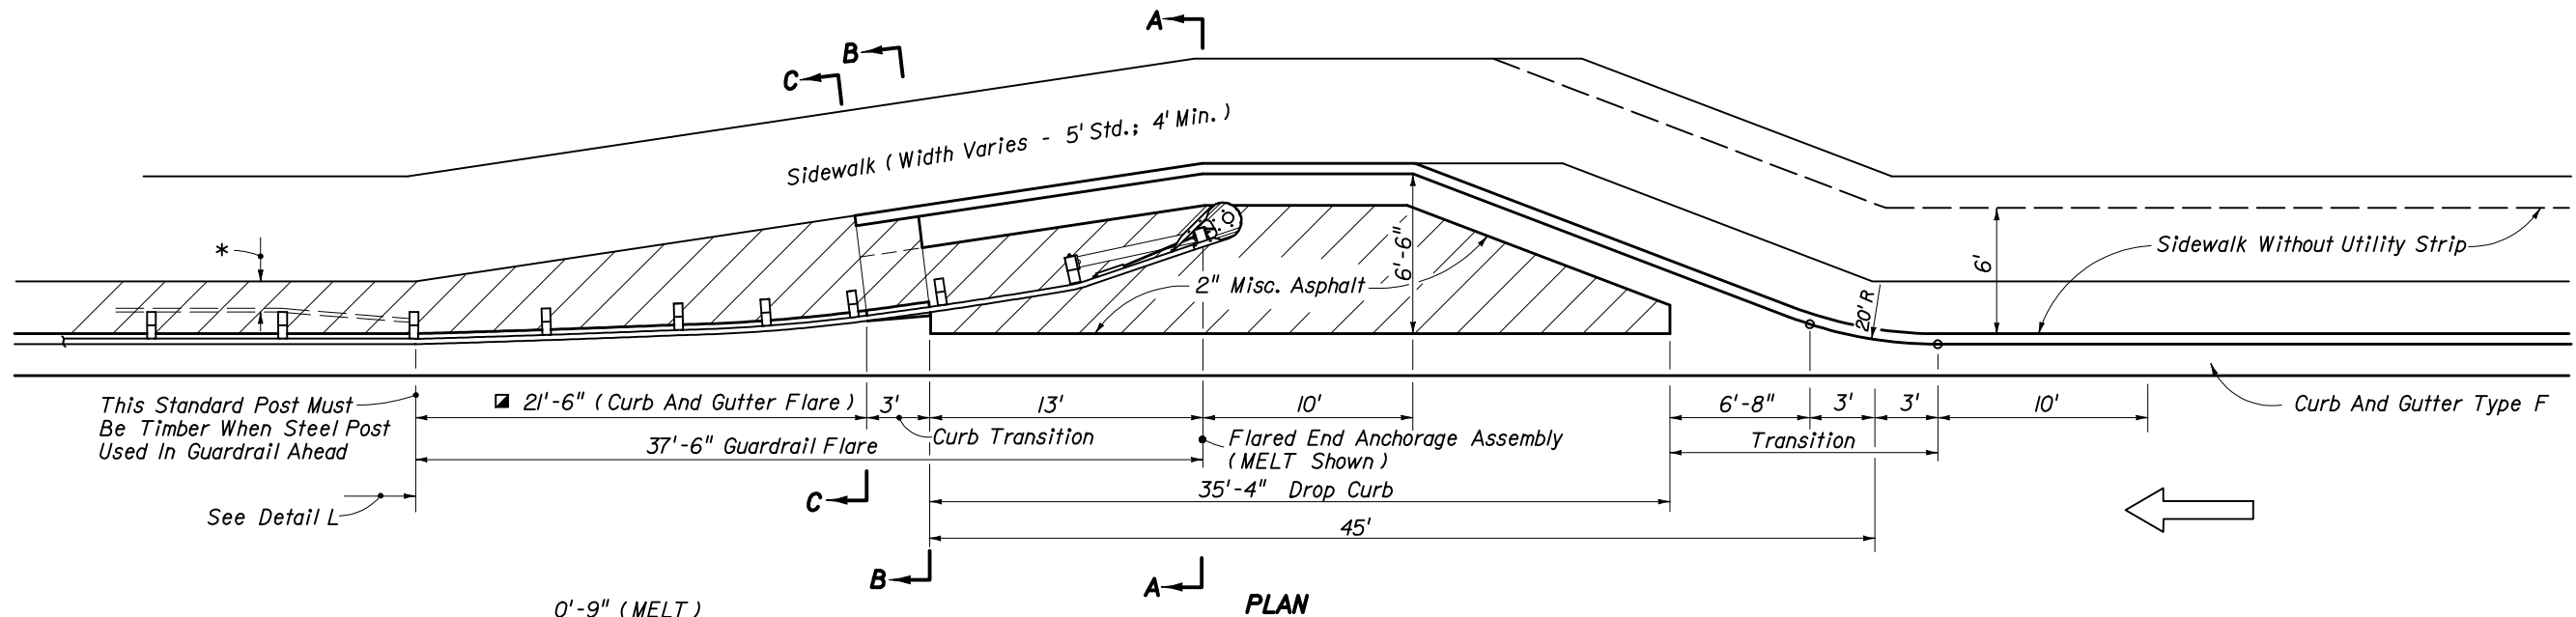 A
B
C
Sidewalk (Width Varies - 5' Std.; 4' Min.)
*
6'-6"
2" Misc. Asphalt
20' R
6'
Sidewalk Without Utility Strip
This Standard Post Must
Be Timber When Steel Post
Used In Guardrail Ahead
21'-6" (Curb And Gutter Flare)
3'
13'
10'
6'-8"
3'
3'
10'
Curb And Gutter Type F
37'-6" Guardrail Flare
Curb Transition
Flared End Anchorage Assembly
(MELT Shown)
Transition
See Detail L
C
35'-4" Drop Curb
45'
B
A
PLAN
0'-9" (MELT)